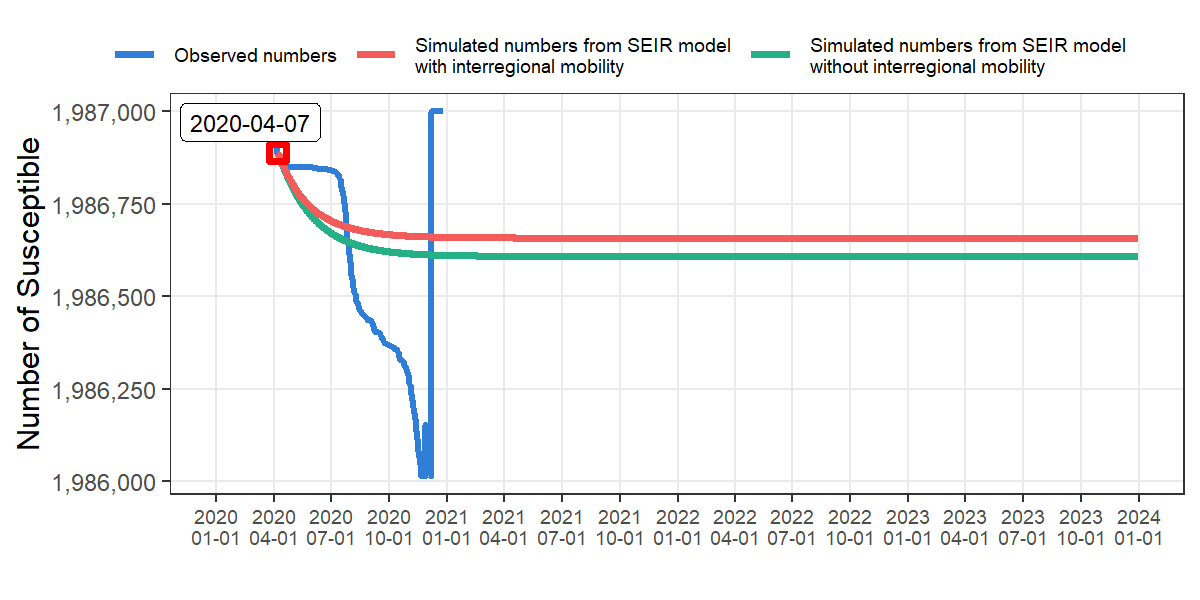 Observed numbers
Simulated numbers from SEIR model
with interregional mobility
Simulated numbers from SEIR model
without interregional mobility
Number of Susceptible
1,987,000
1,986,750
1,986,500
1,986,250
1,986,000
2020-04-07
2020 2020 2020 2020 2021 2021 2021 2021 2022 2022 2022 2022 2023 2023 2023 2023 2024
01-01 04-01 07-01 10-01 01-01 04-01 07-01 10-01 01-01 04-01 07-01 10-01 01-01 04-01 07-01 10-01 01-01